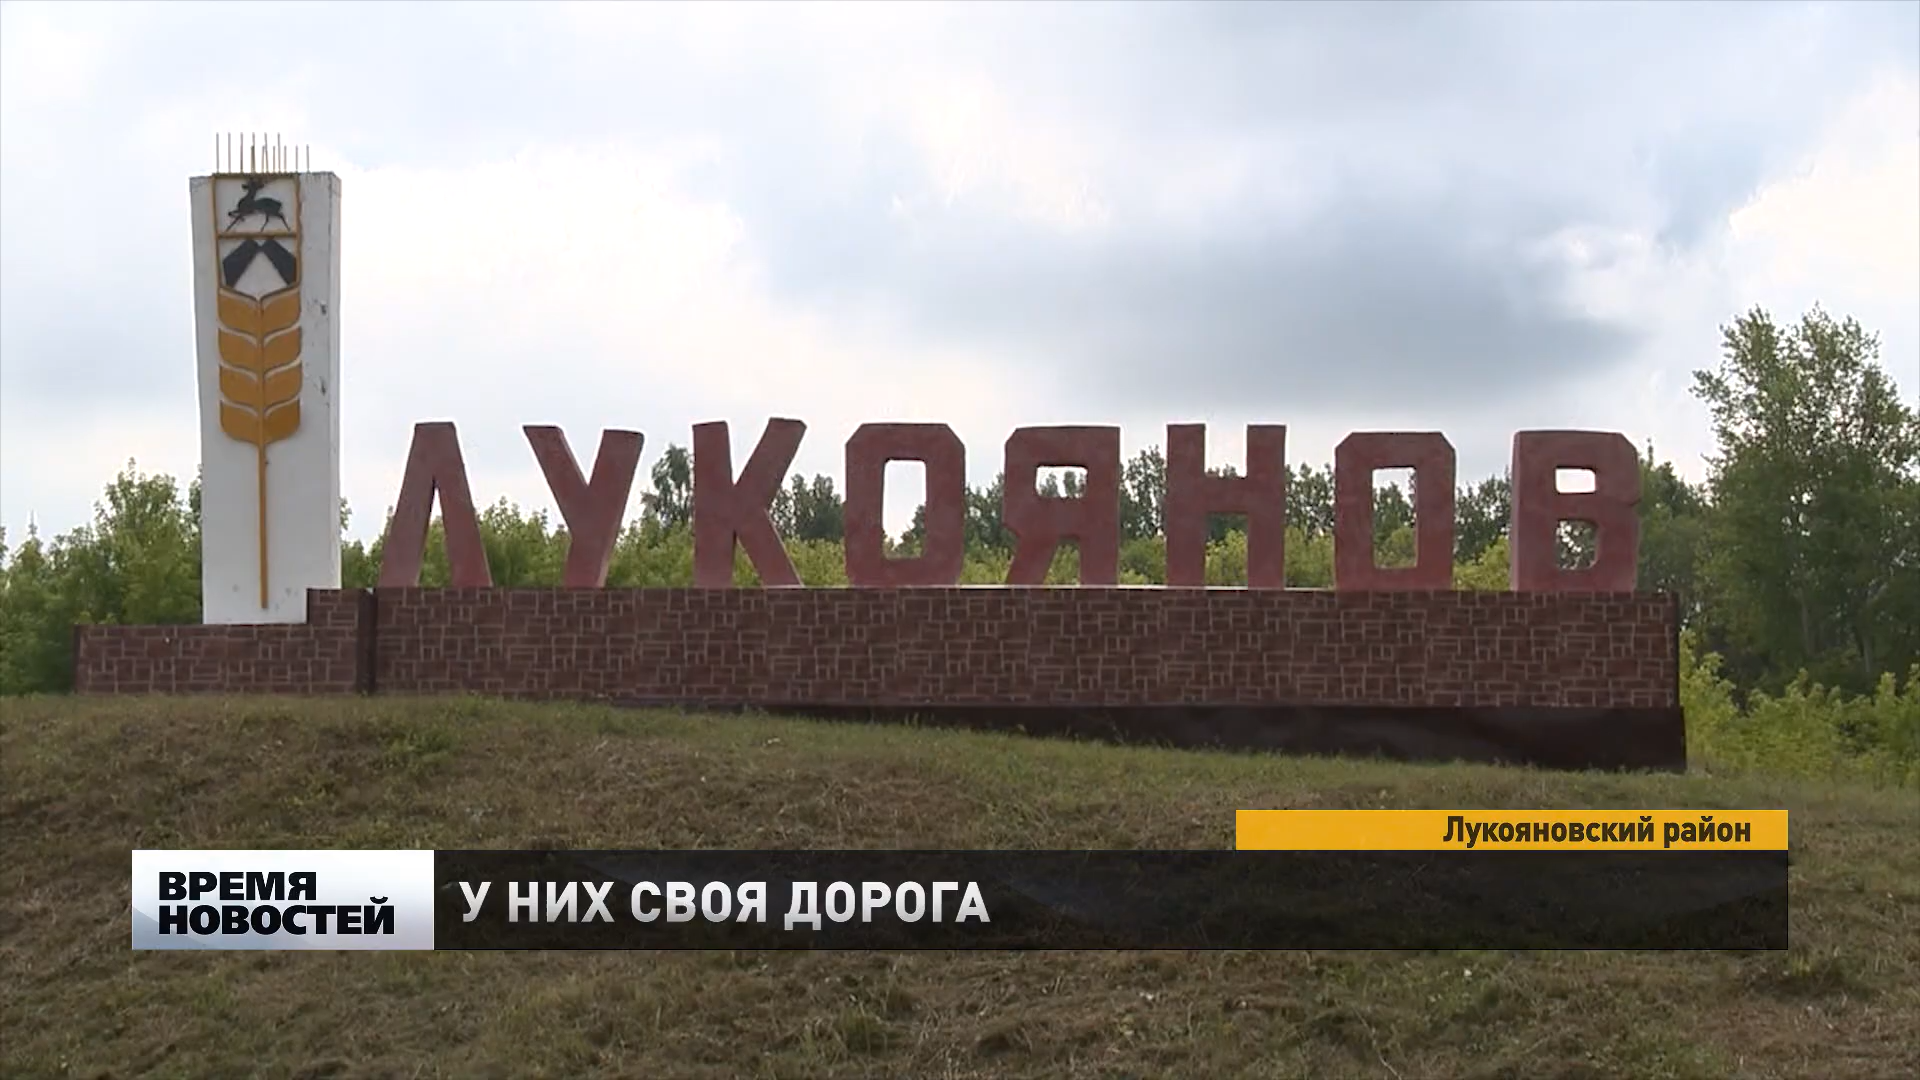 ЛУКОЯНОВ
Лукояновский район
ВРЕМЯ
НОВОСТЕЙ
У НИХ СВОЯ ДОРОГА